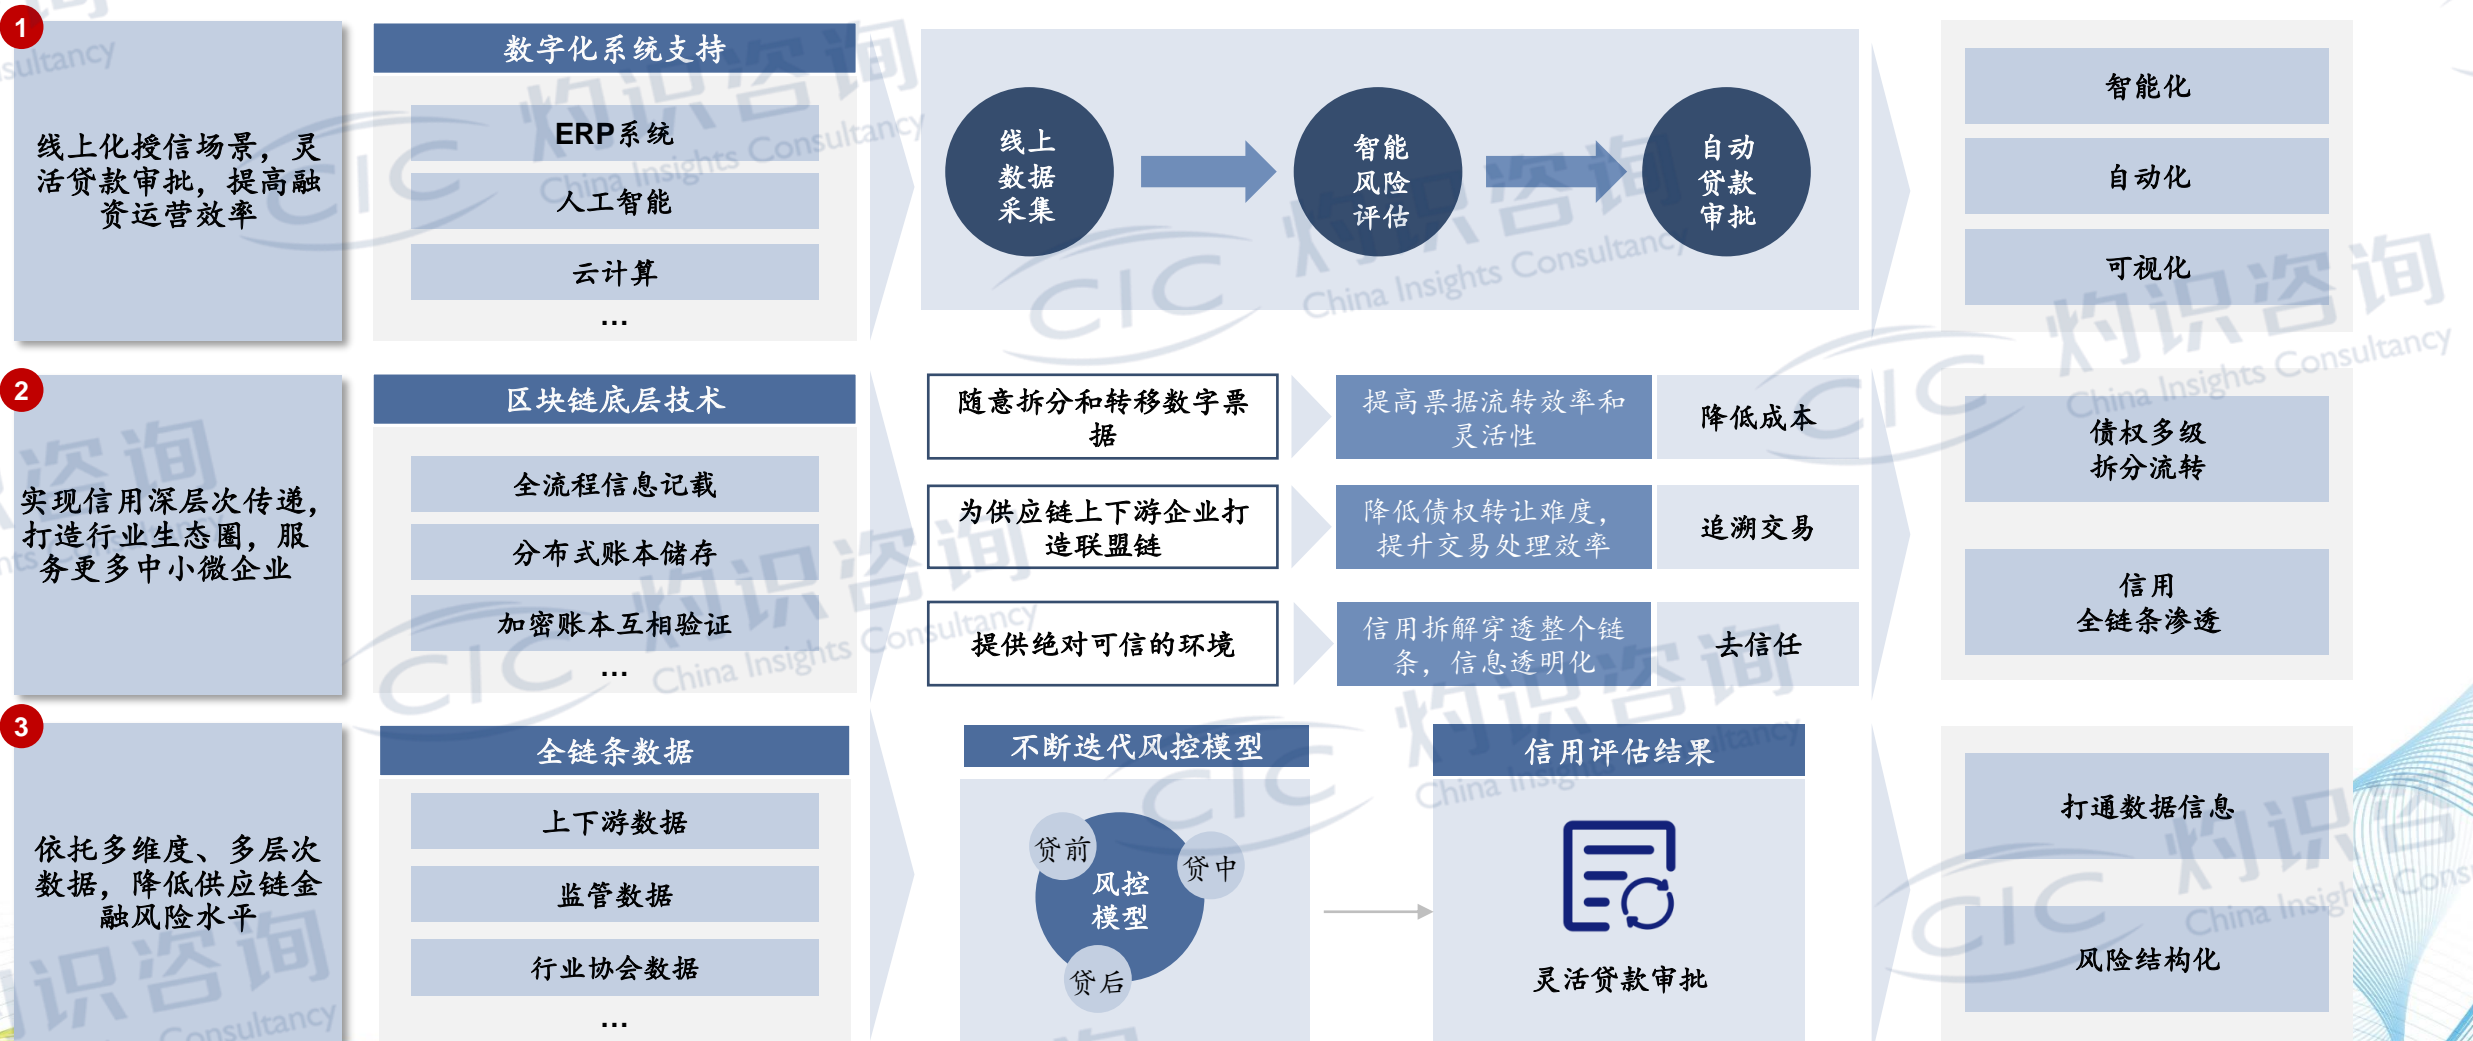 1
线上化授信场景，灵
活贷款审批，提高融
资运营效率
数字化系统支持
ERP系统
人工智能
云计算
…
线上
数据
采集
智能
风险
评估
自动
贷款
审批
智能化
自动化
可视化
2
实现信用深层次传递，
打造行业生态圈，服
务更多中小微企业
区块链底层技术
全流程信息记载
分布式账本储存
加密账本互相验证
…
随意拆分和转移数字票
据
提高票据流转效率和
灵活性
降低成本
为供应链上下游企业打
造联盟链
降低债权转让难度，
提升交易处理效率
追溯交易
提供绝对可信的环境
信用拆解穿透整个链
条，信息透明化
去信任
债权多级
拆分流转
信用
全链条渗透
3
依托多维度、多层次
数据，降低供应链金
融风险水平
全链条数据
上下游数据
监管数据
行业协会数据
…
不断迭代风控模型
贷前
贷中
风控
模型
贷后
信用评估结果
灵活贷款审批
打通数据信息
风险结构化
CIC 灼识咨询
China Insights Consultancy